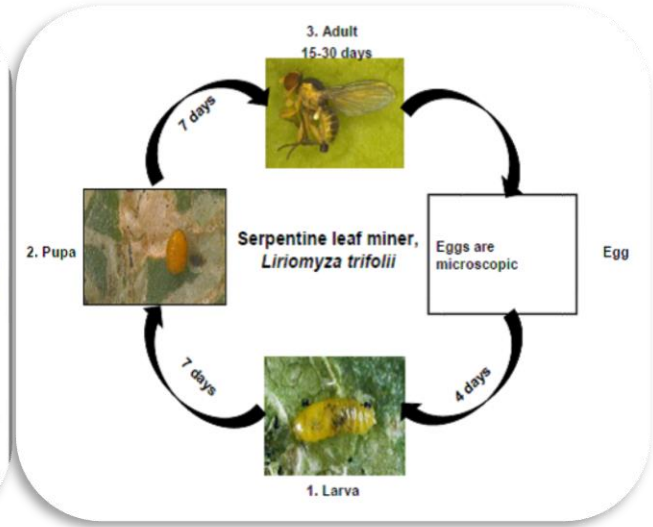 3. Adult
15-30 days
7 days
2. Pupa
Serpentine leaf miner,
Liriomyza trifolii
Eggs are
microscopic
Egg
7 days
4 days
1. Larva